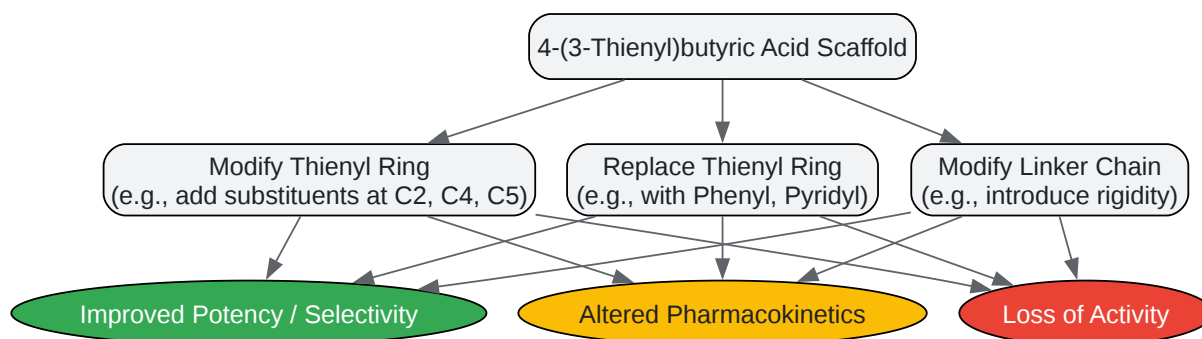 4-(3-Thienyl)butyric Acid Scaffold
Modify Thienyl Ring
(e.g., add substituents at C2, C4, C5)
Replace Thienyl Ring
(e.g., with Phenyl, Pyridyl)
Modify Linker Chain
(e.g., introduce rigidity)
Improved Potency / Selectivity
Altered Pharmacokinetics
Loss of Activity